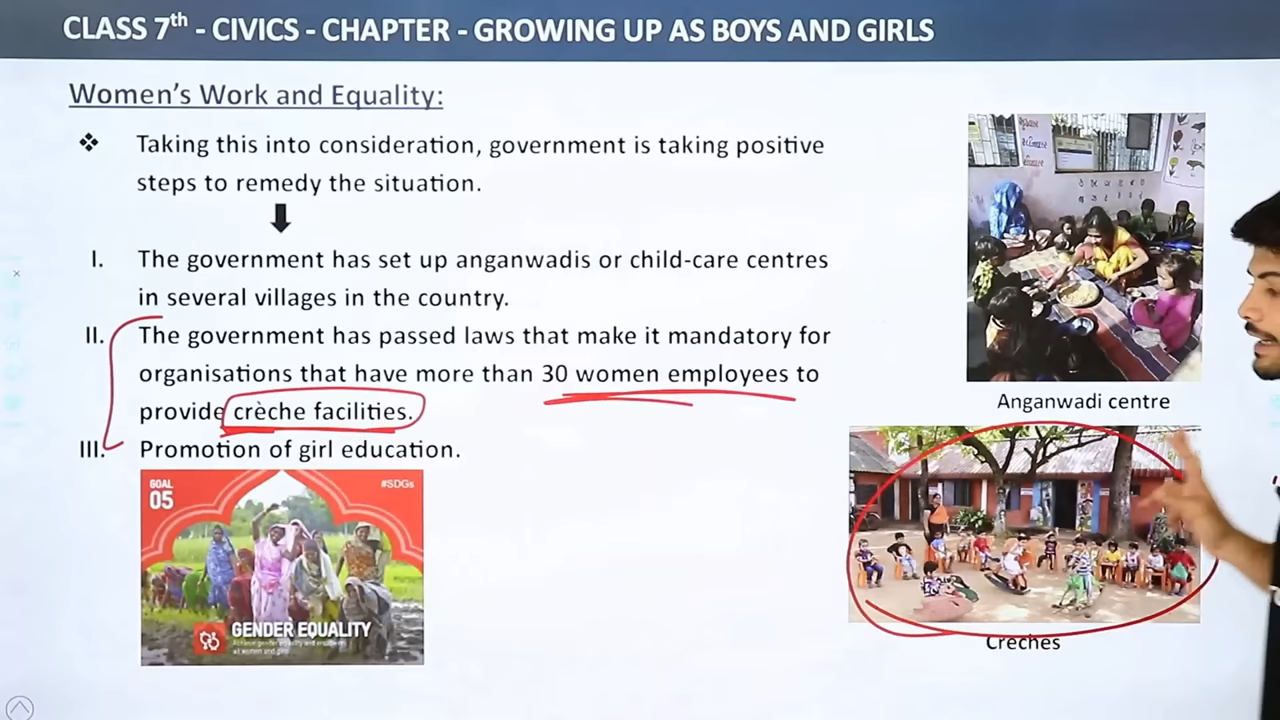 CLASS 7th - CIVICS - CHAPTER - GROWING UP AS BOYS AND GIRLS
Women's Work and Equality:
❖ Taking this into consideration, government is taking positive
steps to remedy the situation.
I. The government has set up anganwadis or child-care centres
in several villages in the country.
II. The government has passed laws that make it mandatory for
organisations that have more than 30 women employees to
provide crèche facilities.
III. Promotion of girl education.
GOAL
05
#SDGs
GENDER EQUALITY
Anganwadi centre
Creches